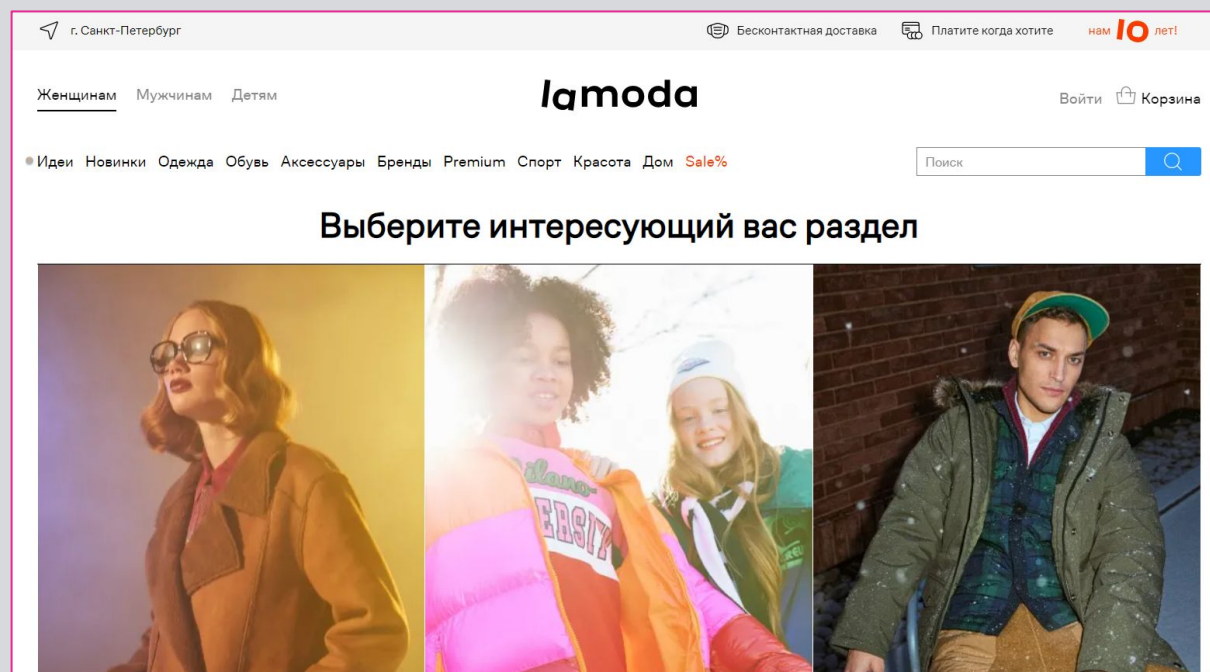 г. Санкт-Петербург Бесконтактная доставка Платите когда хотите нам 10 лет!
Женщинам Мужчинам Детям lamoda Войти Корзина
Идеи Новинки Одежда Обувь Аксессуары Бренды Premium Спорт Красота Дом Sale% Поиск
Выберите интересующий вас раздел